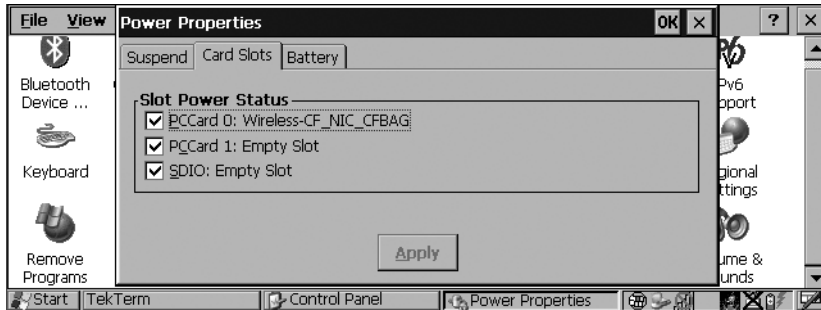 File View
Power Properties
OK
?
Suspend
Card Slots
Battery
Bluetooth
Device ...
Slot Power Status
PCCard 0: Wireless-CF_NIC_CFBAG
PCCard 1: Empty Slot
SDIO: Empty Slot
Keyboard
Remove
Programs
Apply
Pv6
pport
gional
ttings
ume &
unds
Start
TekTerm
Control Panel
Power Properties